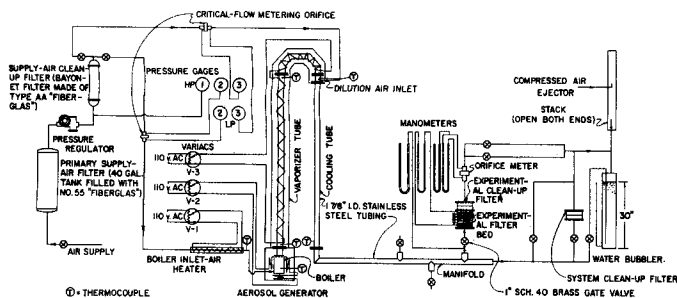 CRITICAL-FLOW METERING ORIFICE
SUPPLY-AIR CLEAN-
UP FILTER (BAYON-
ET FILTER MADE OF
TYPE AA "FIBER-
GLAS")
PRESSURE GAGES
HP
1
2
3
2
3
LP
PRESSURE
REGULATOR
PRIMARY SUPPLY-
AIR FILTER (40 GAL
TANK FILLED WITH
NO. 55 "FIBERGLAS")
AIR SUPPLY
VARIACS
110 AC
V-3
110 AC
V-2
110 AC
V-1
BOILER INLET-AIR
HEATER
T = THERMOCOUPLE
AEROSOL GENERATOR
BOILER
VAPORIZER TUBE
COOLING TUBE
T
T
DILUTION AIR INLET
T
T
T
T
T
1 7/8" I.D. STAINLESS
STEEL TUBING
MANOMETERS
ORIFICE METER
EXPERIMENT-
AL CLEAN-UP
FILTER
EXPERIMENT-
AL FILTER
BED
MANIFOLD
1" SCH. 40 BRASS GATE VALVE
COMPRESSED AIR
EJECTOR
STACK
(OPEN BOTH ENDS)
30"
WATER BUBBLER
SYSTEM CLEAN-UP FILTER